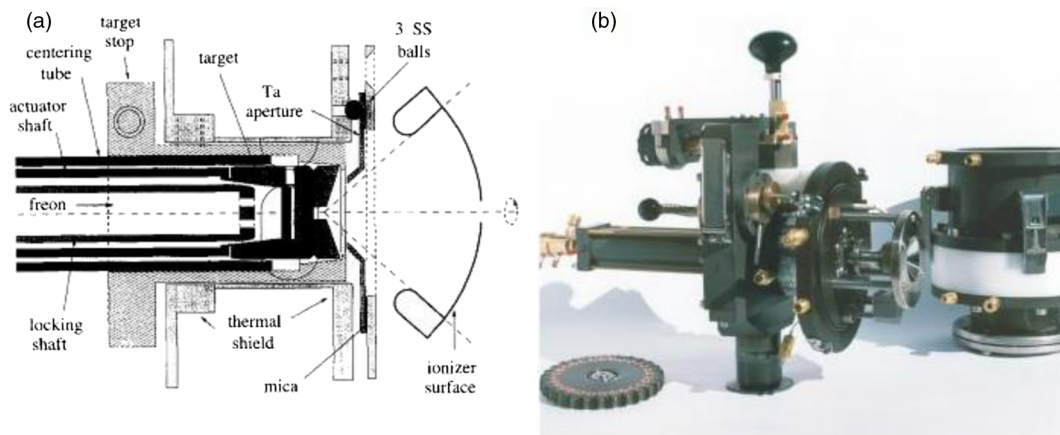 (a)
target
stop
centering
tube
actuator
shaft
freon
locking
shaft
target
Ta
aperture
3 SS
balls
thermal
shield
mica
ionizer
surface
(b)